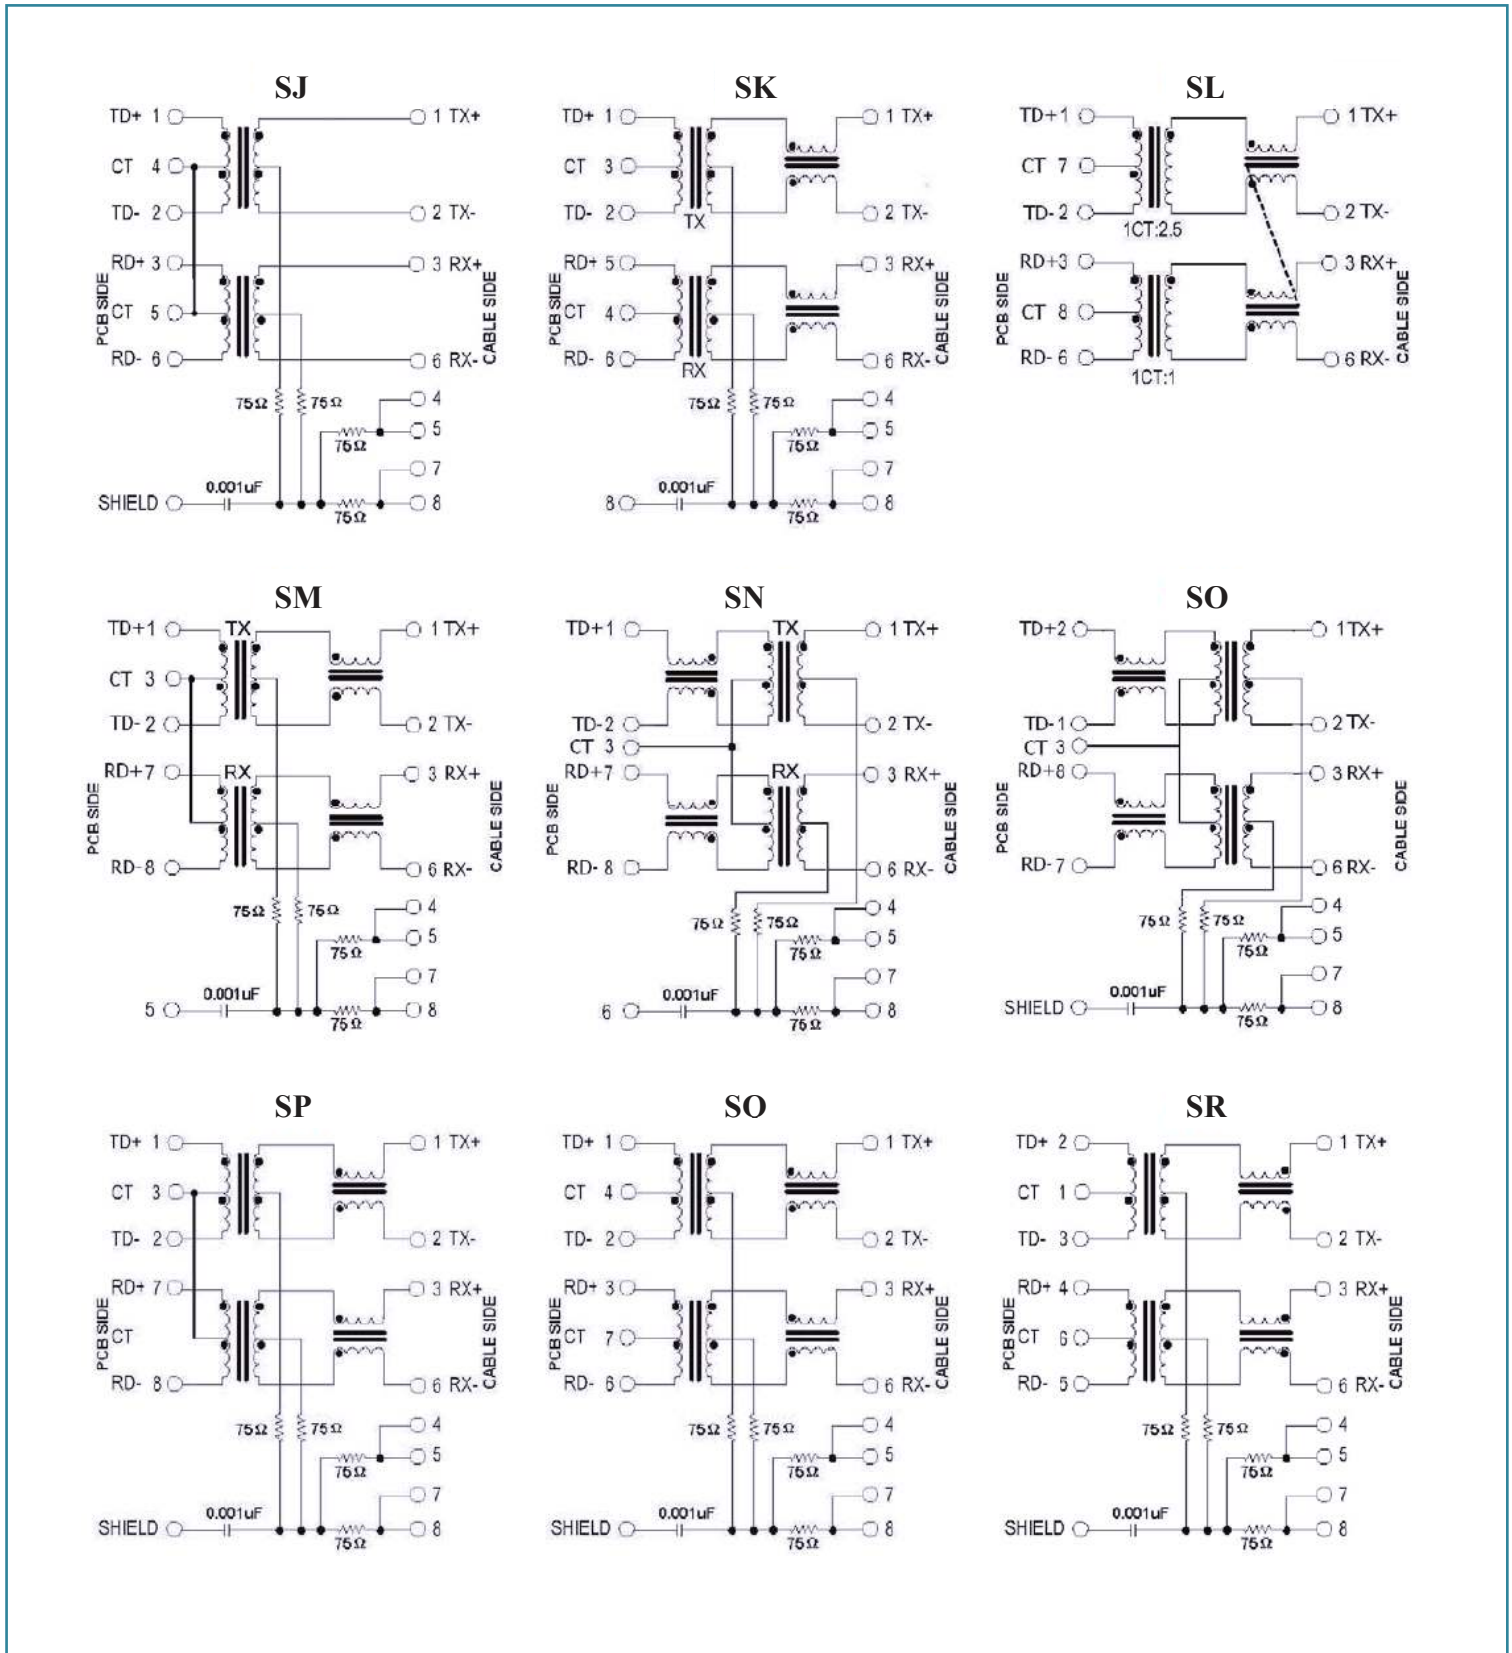 SJ
TD+ 1
1 TX+
CT 4
TD- 2
2 TX-
RD+ 3
3 RX+
PCB SIDE
CT 5
CABLE SIDE
RD- 6
6 RX-
75Ω
75Ω
4
5
75Ω
7
0.001uF
SHIELD
8
75Ω
SK
TD+ 1
1 TX+
CT 3
TD- 2
2 TX-
TX
RD+ 5
3 RX+
PCB SIDE
CT 4
CABLE SIDE
RD- 6
6 RX-
RX
75Ω
75Ω
4
5
75Ω
7
0.001uF
8
8
75Ω
SL
TD+1
1 TX+
CT 7
TD-2
2 TX-
1CT:2.5
RD+3
3 RX+
PCB SIDE
CT 8
CABLE SIDE
RD-6
6 RX-
1CT:1
SM
TD+1
TX
1 TX+
CT 3
TD-2
2 TX-
RD+7
RX
3 RX+
PCB SIDE
CABLE SIDE
RD-8
6 RX-
75Ω
75Ω
4
5
75Ω
7
0.001uF
5
8
75Ω
SN
TD+1
TX
1 TX+
TD-2
2 TX-
CT 3
RD+7
RX
3 RX+
PCB SIDE
CABLE SIDE
RD- 8
6 RX-
75Ω
75Ω
4
5
75Ω
7
0.001uF
6
8
75Ω
SO
TD+2
1TX+
TD-1
2 TX-
CT 3
RD+8
3 RX+
PCB SIDE
CABLE SIDE
RD-7
6 RX-
75Ω
75Ω
4
5
75Ω
7
0.001uF
SHIELD
8
75Ω
SP
TD+ 1
1 TX+
CT 3
TD- 2
2 TX-
RD+ 7
3 RX+
PCB SIDE
CT
CABLE SIDE
RD- 8
6 RX-
75Ω
75Ω
4
5
75Ω
7
0.001uF
SHIELD
8
75Ω
SO
TD+ 1
1 TX+
CT 4
TD- 2
2 TX-
RD+ 3
3 RX+
PCB SIDE
CT 7
CABLE SIDE
RD- 6
6 RX-
75Ω
75Ω
4
5
75Ω
7
0.001uF
SHIELD
8
75Ω
SR
TD+ 2
1 TX+
CT 1
TD- 3
2 TX-
RD+ 4
3 RX+
PCB SIDE
CT 6
CABLE SIDE
RD- 5
6 RX-
75Ω
75Ω
4
5
75Ω
7
0.001uF
SHIELD
8
75Ω